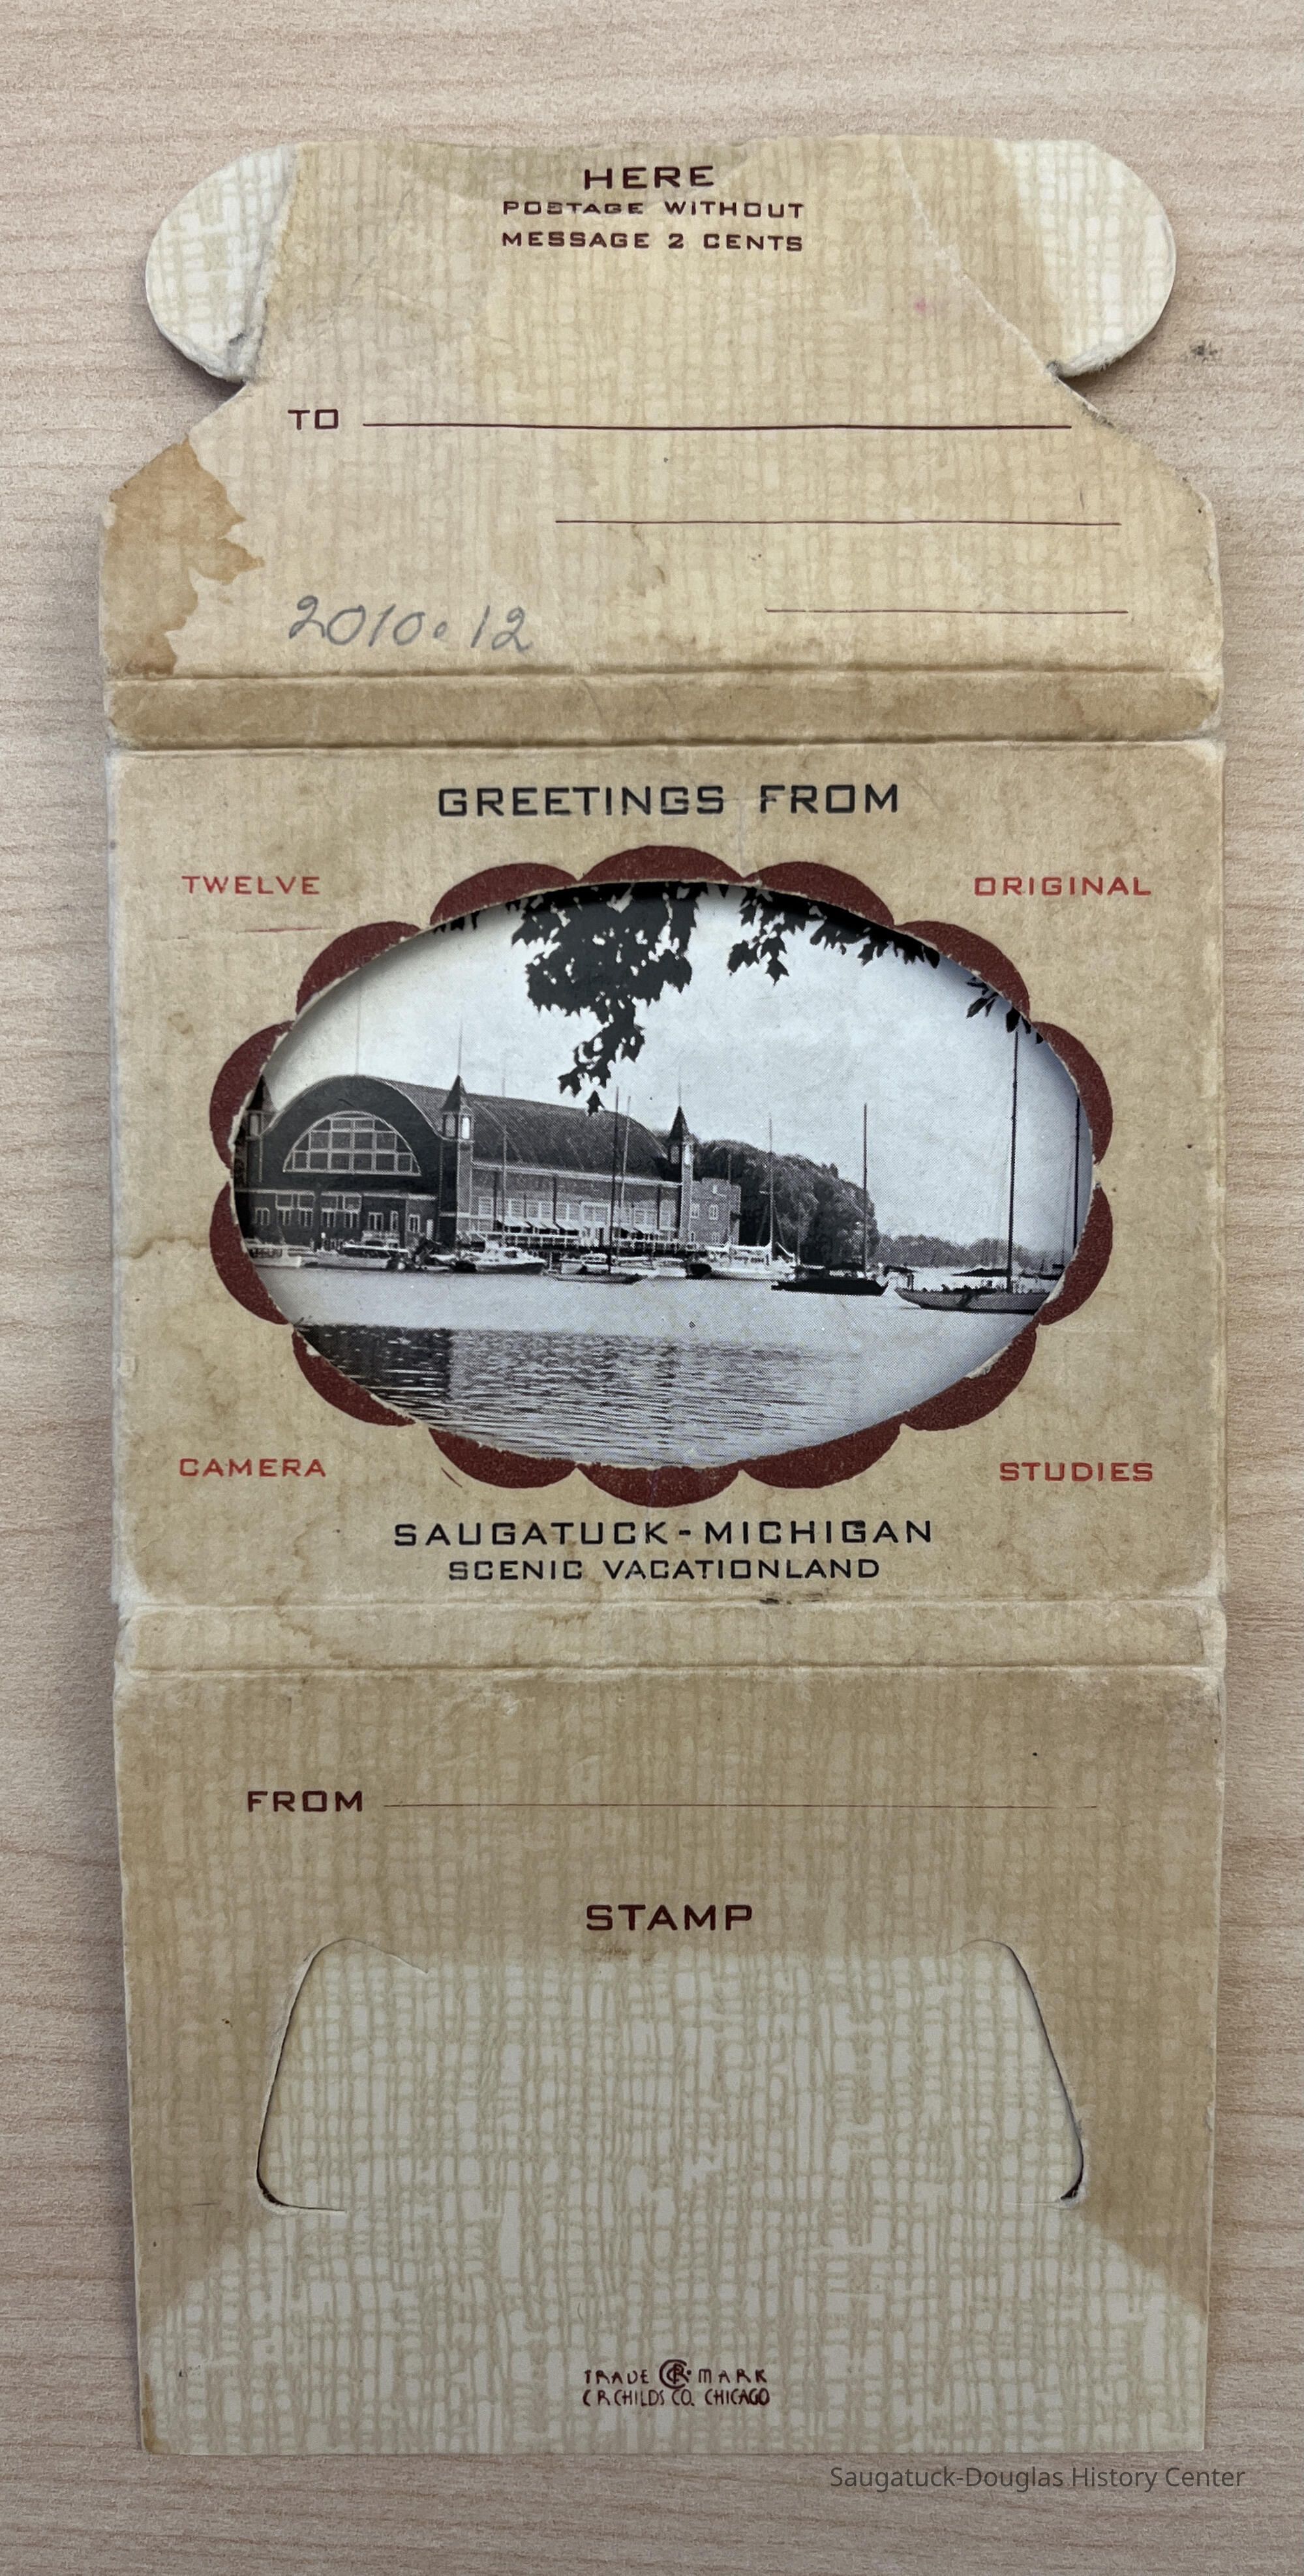 HERE
POSTAGE WITHOUT
MESSAGE 2 CENTS
TO
2010.12
GREETINGS FROM
TWELVE ORIGINAL
CAMERA STUDIES
SAUGATUCK-MICHIGAN
SCENIC VACATIONLAND
FROM
STAMP
TRADE CR MARK
C R CHILDS CO. CHICAGO
Saugatuck-Douglas History Center